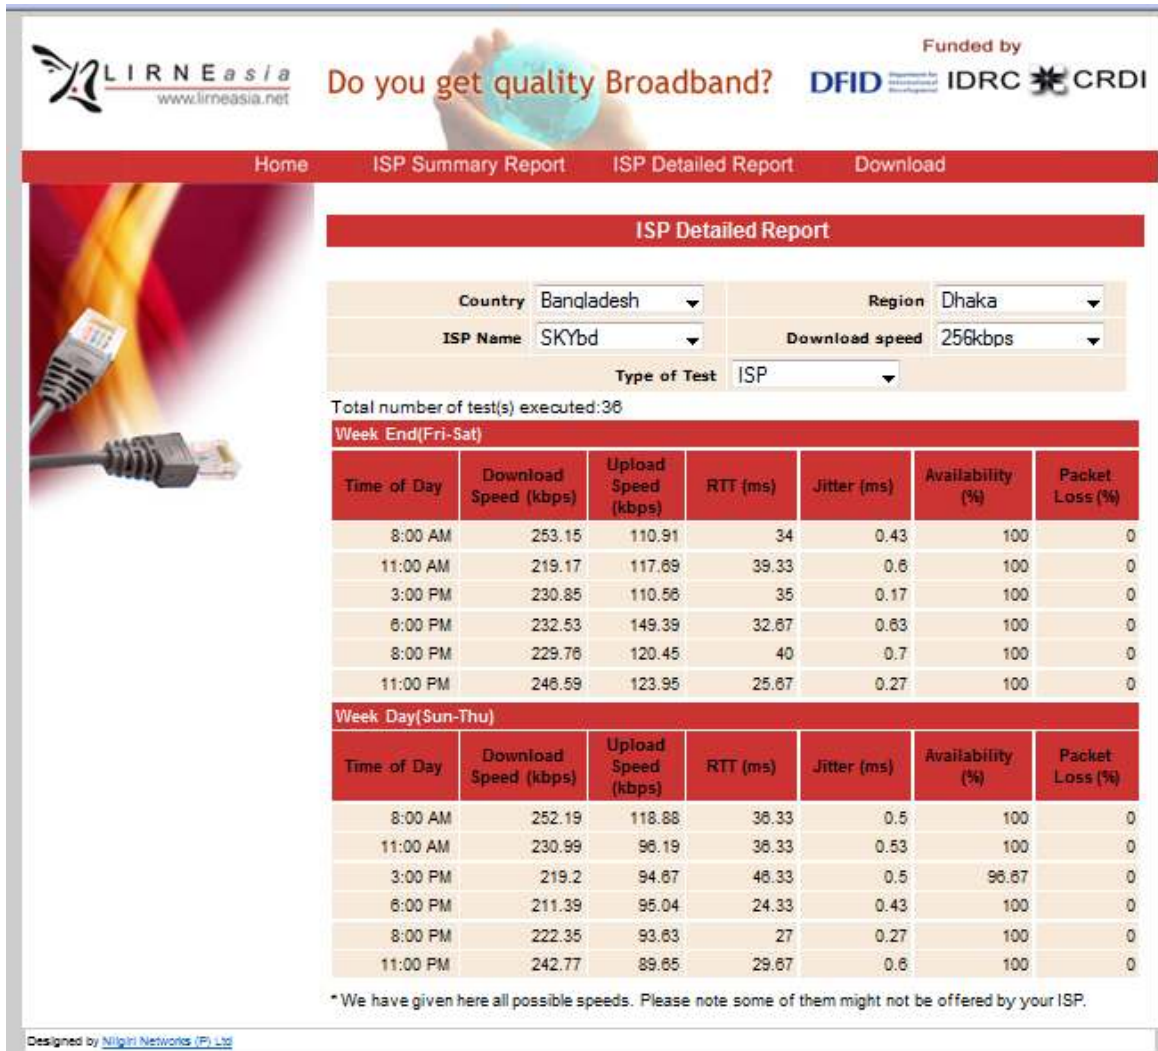 LIRNEasia
www.lirneasia.net
Do you get quality Broadband?
Funded by
DFID Department for International Development IDRC CRDI
Home ISP Summary Report ISP Detailed Report Download
ISP Detailed Report
Country Bangladesh Region Dhaka
ISP Name SKYbd Download speed 256kbps
Type of Test ISP
Total number of test(s) executed:36
Week End(Fri-Sat)
Time of Day Download Speed (kbps) Upload Speed (kbps) RTT (ms) Jitter (ms) Availability (%) Packet Loss (%)
8:00 AM 253.15 110.91 34 0.43 100 0
11:00 AM 219.17 117.69 39.33 0.6 100 0
3:00 PM 230.85 110.56 35 0.17 100 0
6:00 PM 232.53 149.39 32.67 0.63 100 0
8:00 PM 229.76 120.45 40 0.7 100 0
11:00 PM 246.59 123.95 25.67 0.27 100 0
Week Day(Sun-Thu)
Time of Day Download Speed (kbps) Upload Speed (kbps) RTT (ms) Jitter (ms) Availability (%) Packet Loss (%)
8:00 AM 252.19 118.88 36.33 0.5 100 0
11:00 AM 230.99 96.19 36.33 0.53 100 0
3:00 PM 219.2 94.67 46.33 0.5 96.67 0
6:00 PM 211.39 95.04 24.33 0.43 100 0
8:00 PM 222.35 93.63 27 0.27 100 0
11:00 PM 242.77 89.65 29.67 0.6 100 0
* We have given here all possible speeds. Please note some of them might not be offered by your ISP.
Designed by Nilgiri Networks (P) Ltd